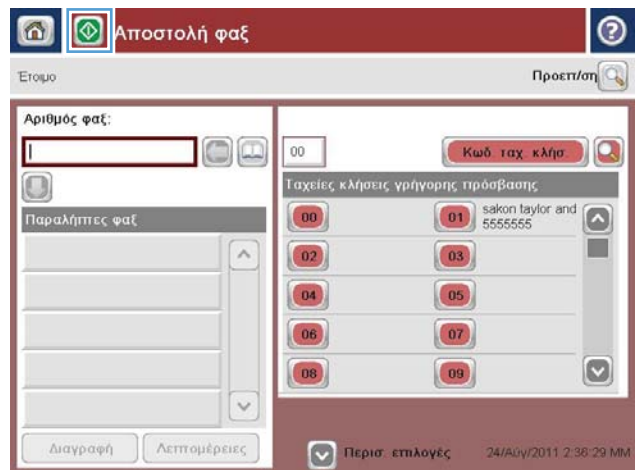 Αποστολή φαξ
Έτοιμο
Προεπ/ση
Αριθμός φαξ:
00
Κωδ. ταχ. κλήσ.
Ταχείες κλήσεις γρήγορης πρόσβασης
Παραλήπτες φαξ
00
01 sakon taylor and
5555555
02 03
04 05
06 07
08 09
Διαγραφή Λεπτομέρειες
Περισ. επιλογές
24/Αύγ/2011 2:36:29 MM